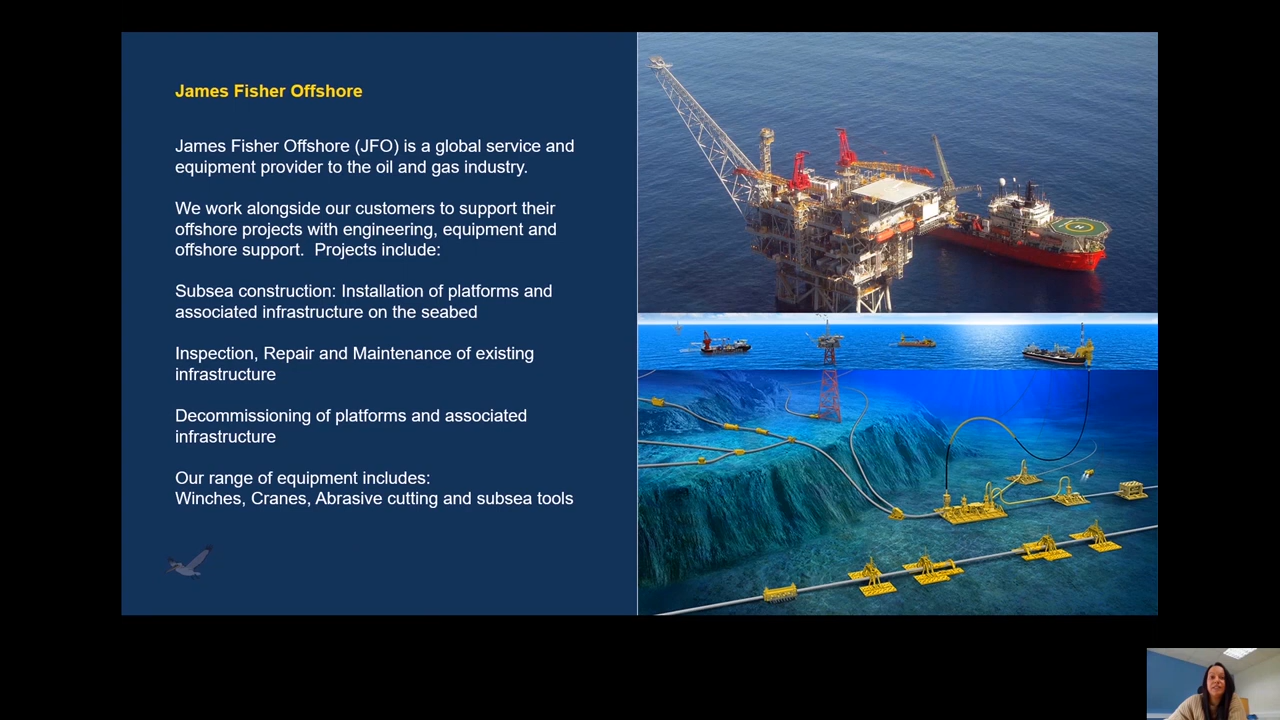 James Fisher Offshore
James Fisher Offshore (JFO) is a global service and
equipment provider to the oil and gas industry.
We work alongside our customers to support their
offshore projects with engineering, equipment and
offshore support.  Projects include:
Subsea construction: Installation of platforms and
associated infrastructure on the seabed
Inspection, Repair and Maintenance of existing
infrastructure
Decommissioning of platforms and associated
infrastructure
Our range of equipment includes:
Winches, Cranes, Abrasive cutting and subsea tools
H